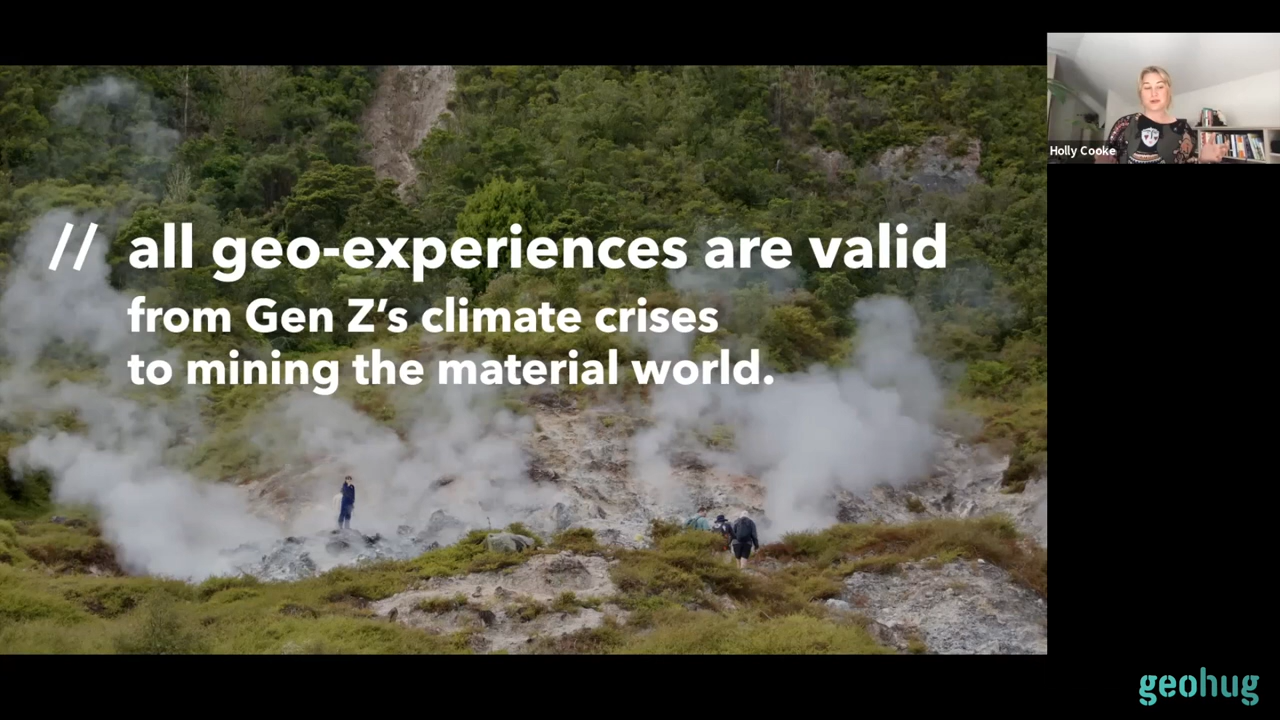 // all geo-experiences are valid
from Gen Z’s climate crises
to mining the material world.
Holly Cooke
geohug